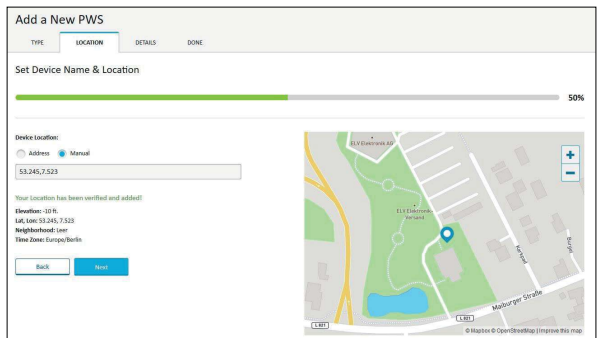 Add a New PWS
TYPE
LOCATION
DETAILS
DONE
Set Device Name & Location
50%
Device Location:
Address
Manual
53.245,7.523
Your Location has been verified and added!
Elevation: -10 ft.
Lat, Lon: 53.245, 7.523
Neighborhood: Leer
Time Zone: Europe/Berlin
Back
Next
ELV Elektronik AG
+
−
ELV Elektronik-
Versand
Burgel
Maiburger Straße
L 821
L 821
© Mapbox © OpenStreetMap | Improve this map